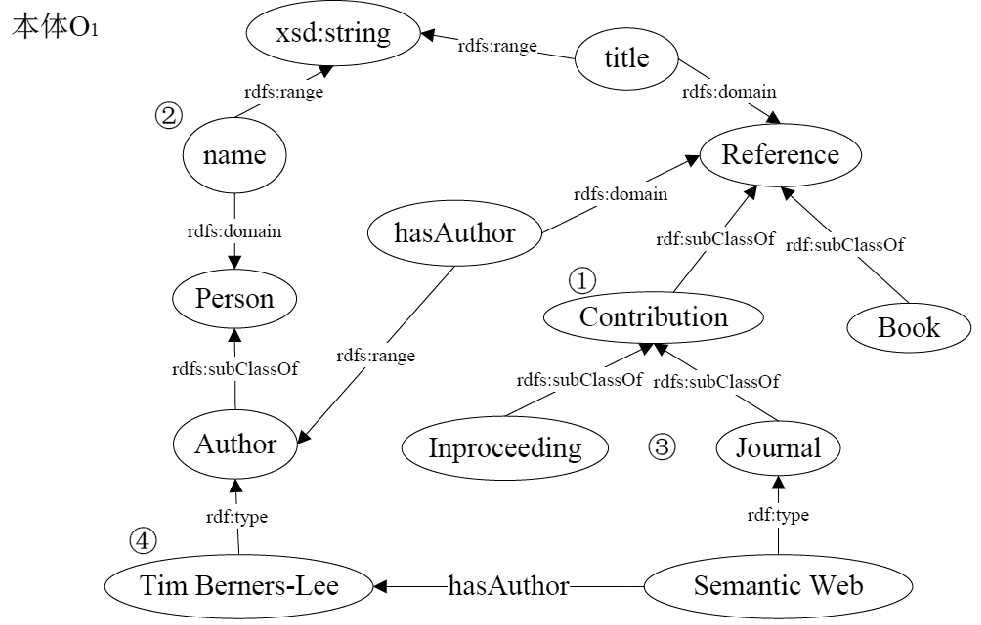 本体O1
xsd:string
rdfs:range
title
rdfs:range
rdfs:domain
②
name
Reference
rdfs:domain
rdfs:domain
hasAuthor
rdf:subClassOf
rdf:subClassOf
①
Person
Contribution
Book
rdfs:range
rdfs:subClassOf
rdfs:subClassOf
rdfs:subClassOf
Author
Inproceeding
③
Journal
rdf:type
rdf:type
④
Tim Berners-Lee
hasAuthor
Semantic Web